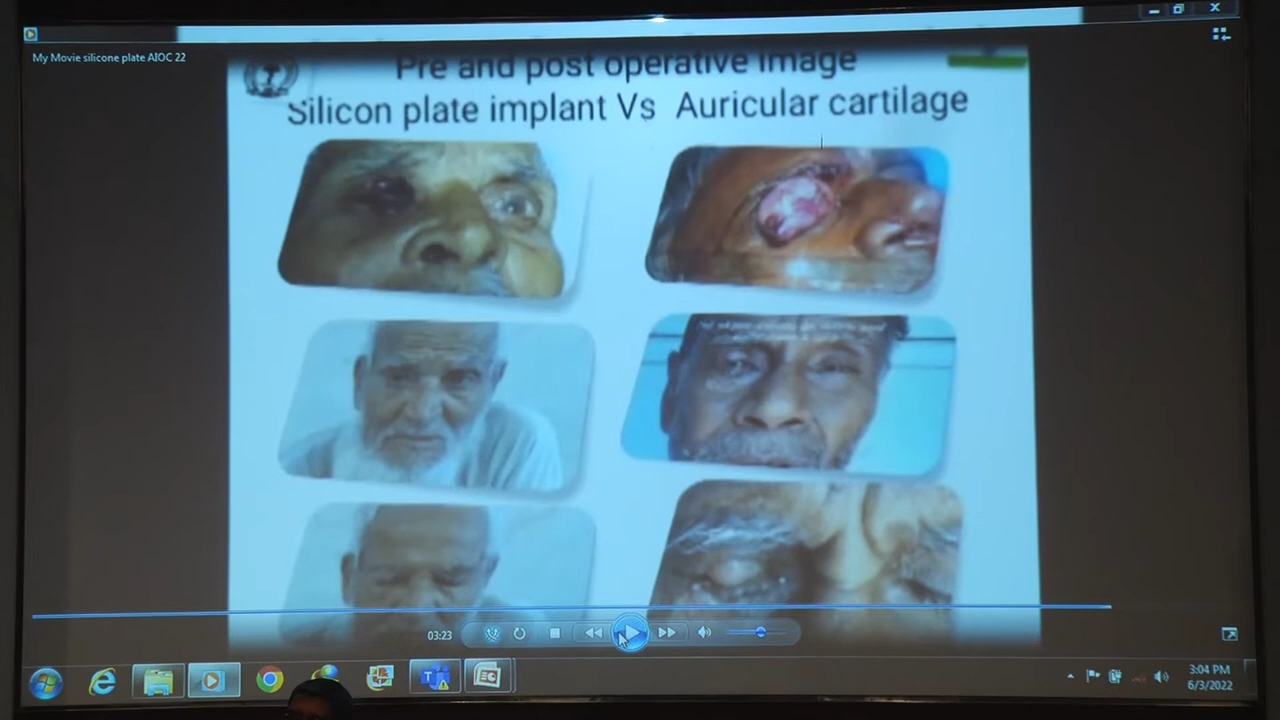 My Movie silicone plate AIOC 22
Pre and post operative image
Silicon plate implant Vs Auricular cartilage
03:23
3:04 PM
6/3/2022